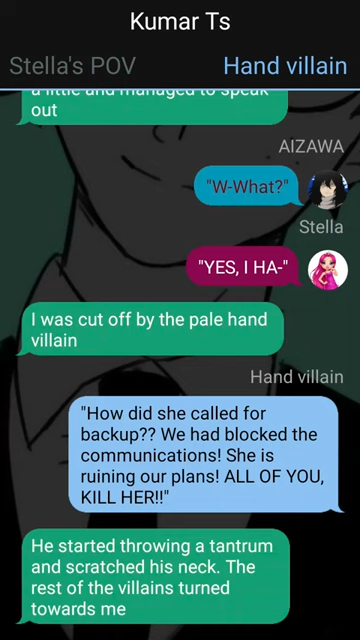 Kumar Ts
Stella's POV
Hand villain
a little and managed to speak
out
AIZAWA
"W-What?"
Stella
"YES, I HA-"
I was cut off by the pale hand
villain
Hand villain
"How did she called for
backup?? We had blocked the
communications! She is
ruining our plans! ALL OF YOU,
KILL HER!!"
He started throwing a tantrum
and scratched his neck. The
rest of the villains turned
towards me